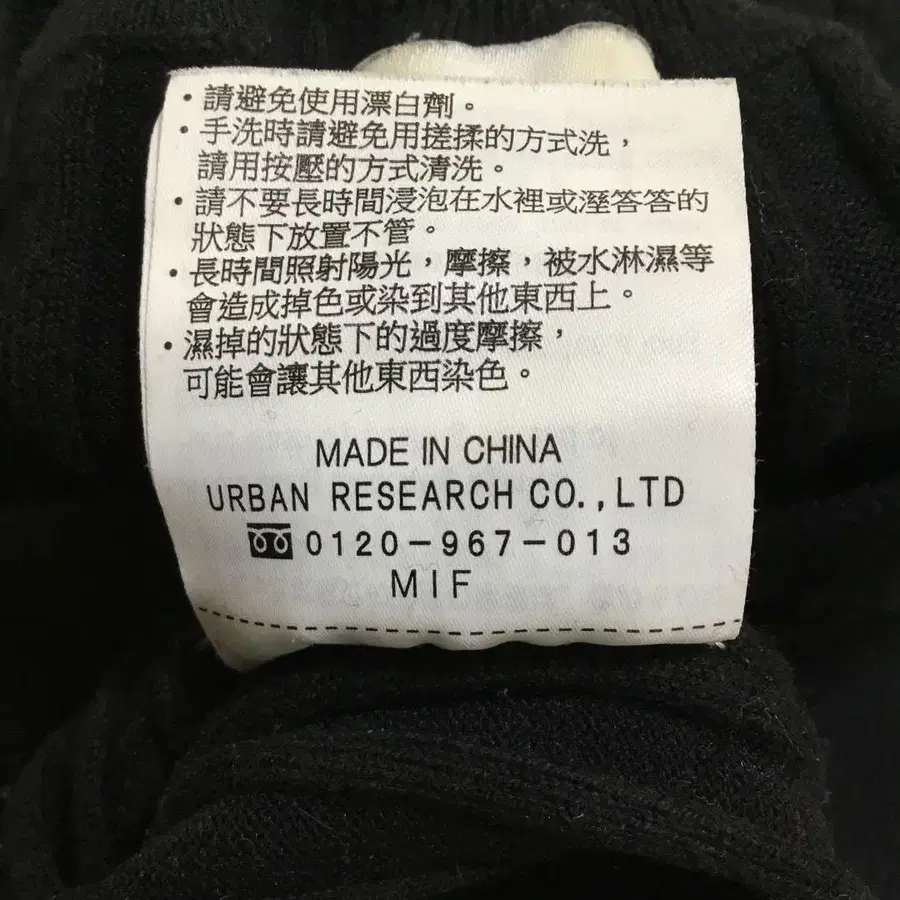 ・請避免使用漂白劑。
・手洗時請避免用搓揉的方式洗，
請用按壓的方式清洗。
・請不要長時間浸泡在水裡或溼答答的
狀態下放置不管。
・長時間照射陽光，摩擦，被水淋濕等
會造成掉色或染到其他東西上。
・濕掉的狀態下的過度摩擦，
可能會讓其他東西染色。
MADE IN CHINA
URBAN RESEARCH CO.,LTD
0120-967-013
MIF